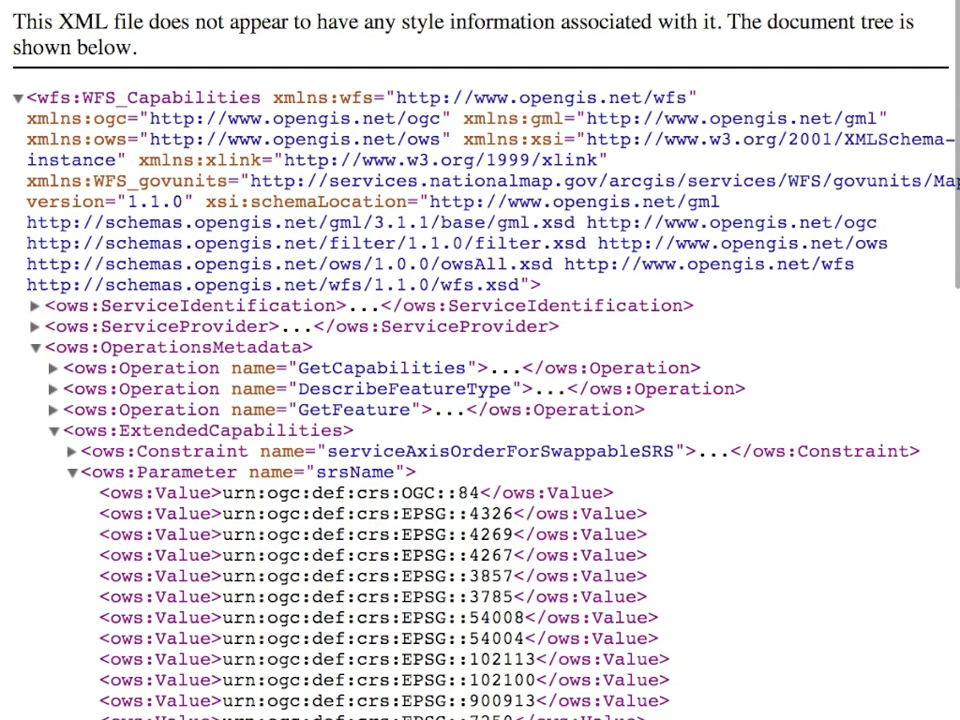 This XML file does not appear to have any style information associated with it. The document tree is
shown below.
▼<wfs:WFS_Capabilities xmlns:wfs="http://www.opengis.net/wfs"
xmlns:ogc="http://www.opengis.net/ogc" xmlns:gml="http://www.opengis.net/gml"
xmlns:ows="http://www.opengis.net/ows" xmlns:xsi="http://www.w3.org/2001/XMLSchema-
instance" xmlns:xlink="http://www.w3.org/1999/xlink"
xmlns:WFS_govunits="http://services.nationalmap.gov/arcgis/services/WFS/govunits/Map
version="1.1.0" xsi:schemaLocation="http://www.opengis.net/gml
http://schemas.opengis.net/gml/3.1.1/base/gml.xsd http://www.opengis.net/ogc
http://schemas.opengis.net/filter/1.1.0/filter.xsd http://www.opengis.net/ows
http://schemas.opengis.net/ows/1.0.0/owsAll.xsd http://www.opengis.net/wfs
http://schemas.opengis.net/wfs/1.1.0/wfs.xsd">
▶<ows:ServiceIdentification>...</ows:ServiceIdentification>
▶<ows:ServiceProvider>...</ows:ServiceProvider>
▼<ows:OperationsMetadata>
▶<ows:Operation name="GetCapabilities">...</ows:Operation>
▶<ows:Operation name="DescribeFeatureType">...</ows:Operation>
▶<ows:Operation name="GetFeature">...</ows:Operation>
▼<ows:ExtendedCapabilities>
▶<ows:Constraint name="serviceAxisOrderForSwappableSRS">...</ows:Constraint>
▼<ows:Parameter name="srsName">
<ows:Value>urn:ogc:def:crs:OGC::84</ows:Value>
<ows:Value>urn:ogc:def:crs:EPSG::4326</ows:Value>
<ows:Value>urn:ogc:def:crs:EPSG::4269</ows:Value>
<ows:Value>urn:ogc:def:crs:EPSG::4267</ows:Value>
<ows:Value>urn:ogc:def:crs:EPSG::3857</ows:Value>
<ows:Value>urn:ogc:def:crs:EPSG::3785</ows:Value>
<ows:Value>urn:ogc:def:crs:EPSG::54008</ows:Value>
<ows:Value>urn:ogc:def:crs:EPSG::54004</ows:Value>
<ows:Value>urn:ogc:def:crs:EPSG::102113</ows:Value>
<ows:Value>urn:ogc:def:crs:EPSG::102100</ows:Value>
<ows:Value>urn:ogc:def:crs:EPSG::900913</ows:Value>